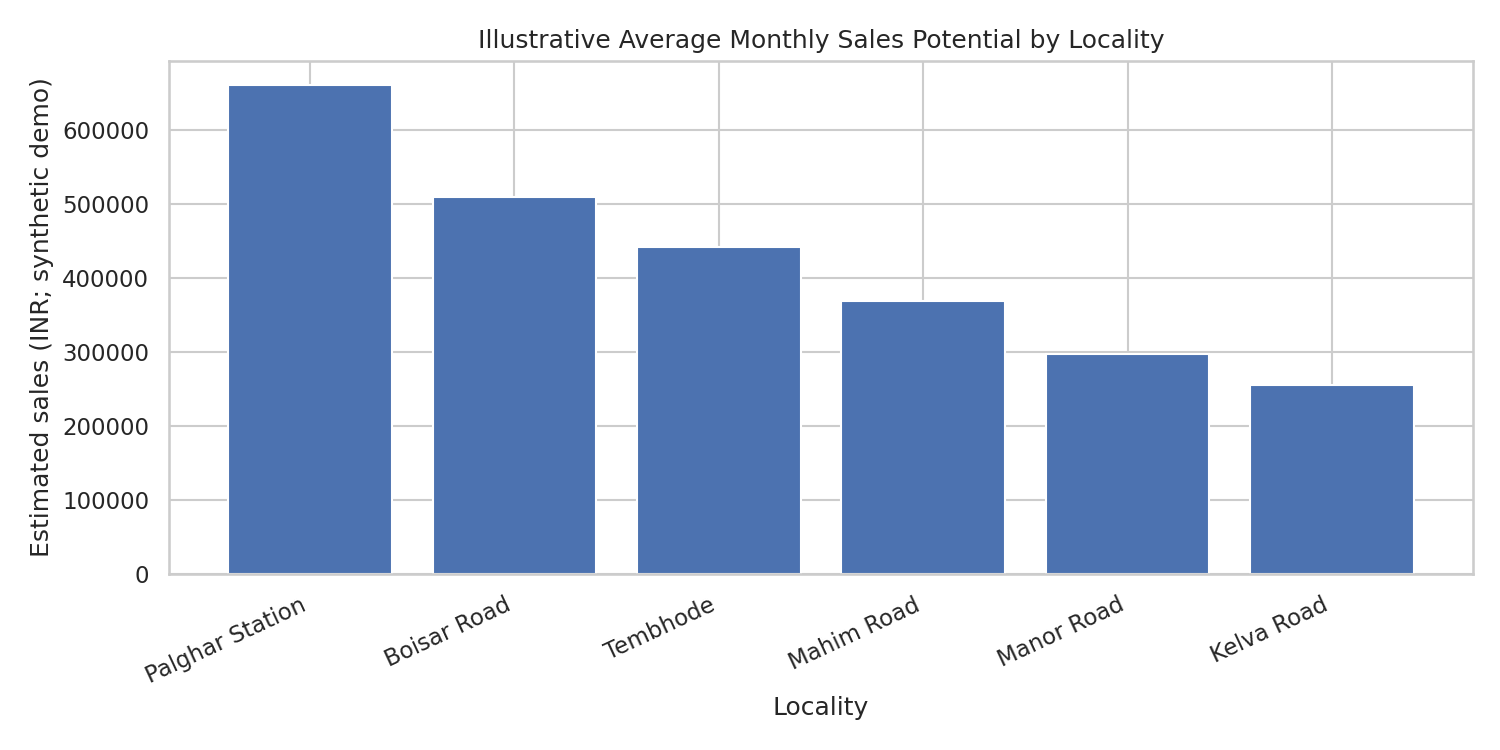 Illustrative Average Monthly Sales Potential by Locality
Estimated sales (INR; synthetic demo)
600000
500000
400000
300000
200000
100000
0
Palghar Station
Boisar Road
Tembhode
Mahim Road
Manor Road
Kelva Road
Locality